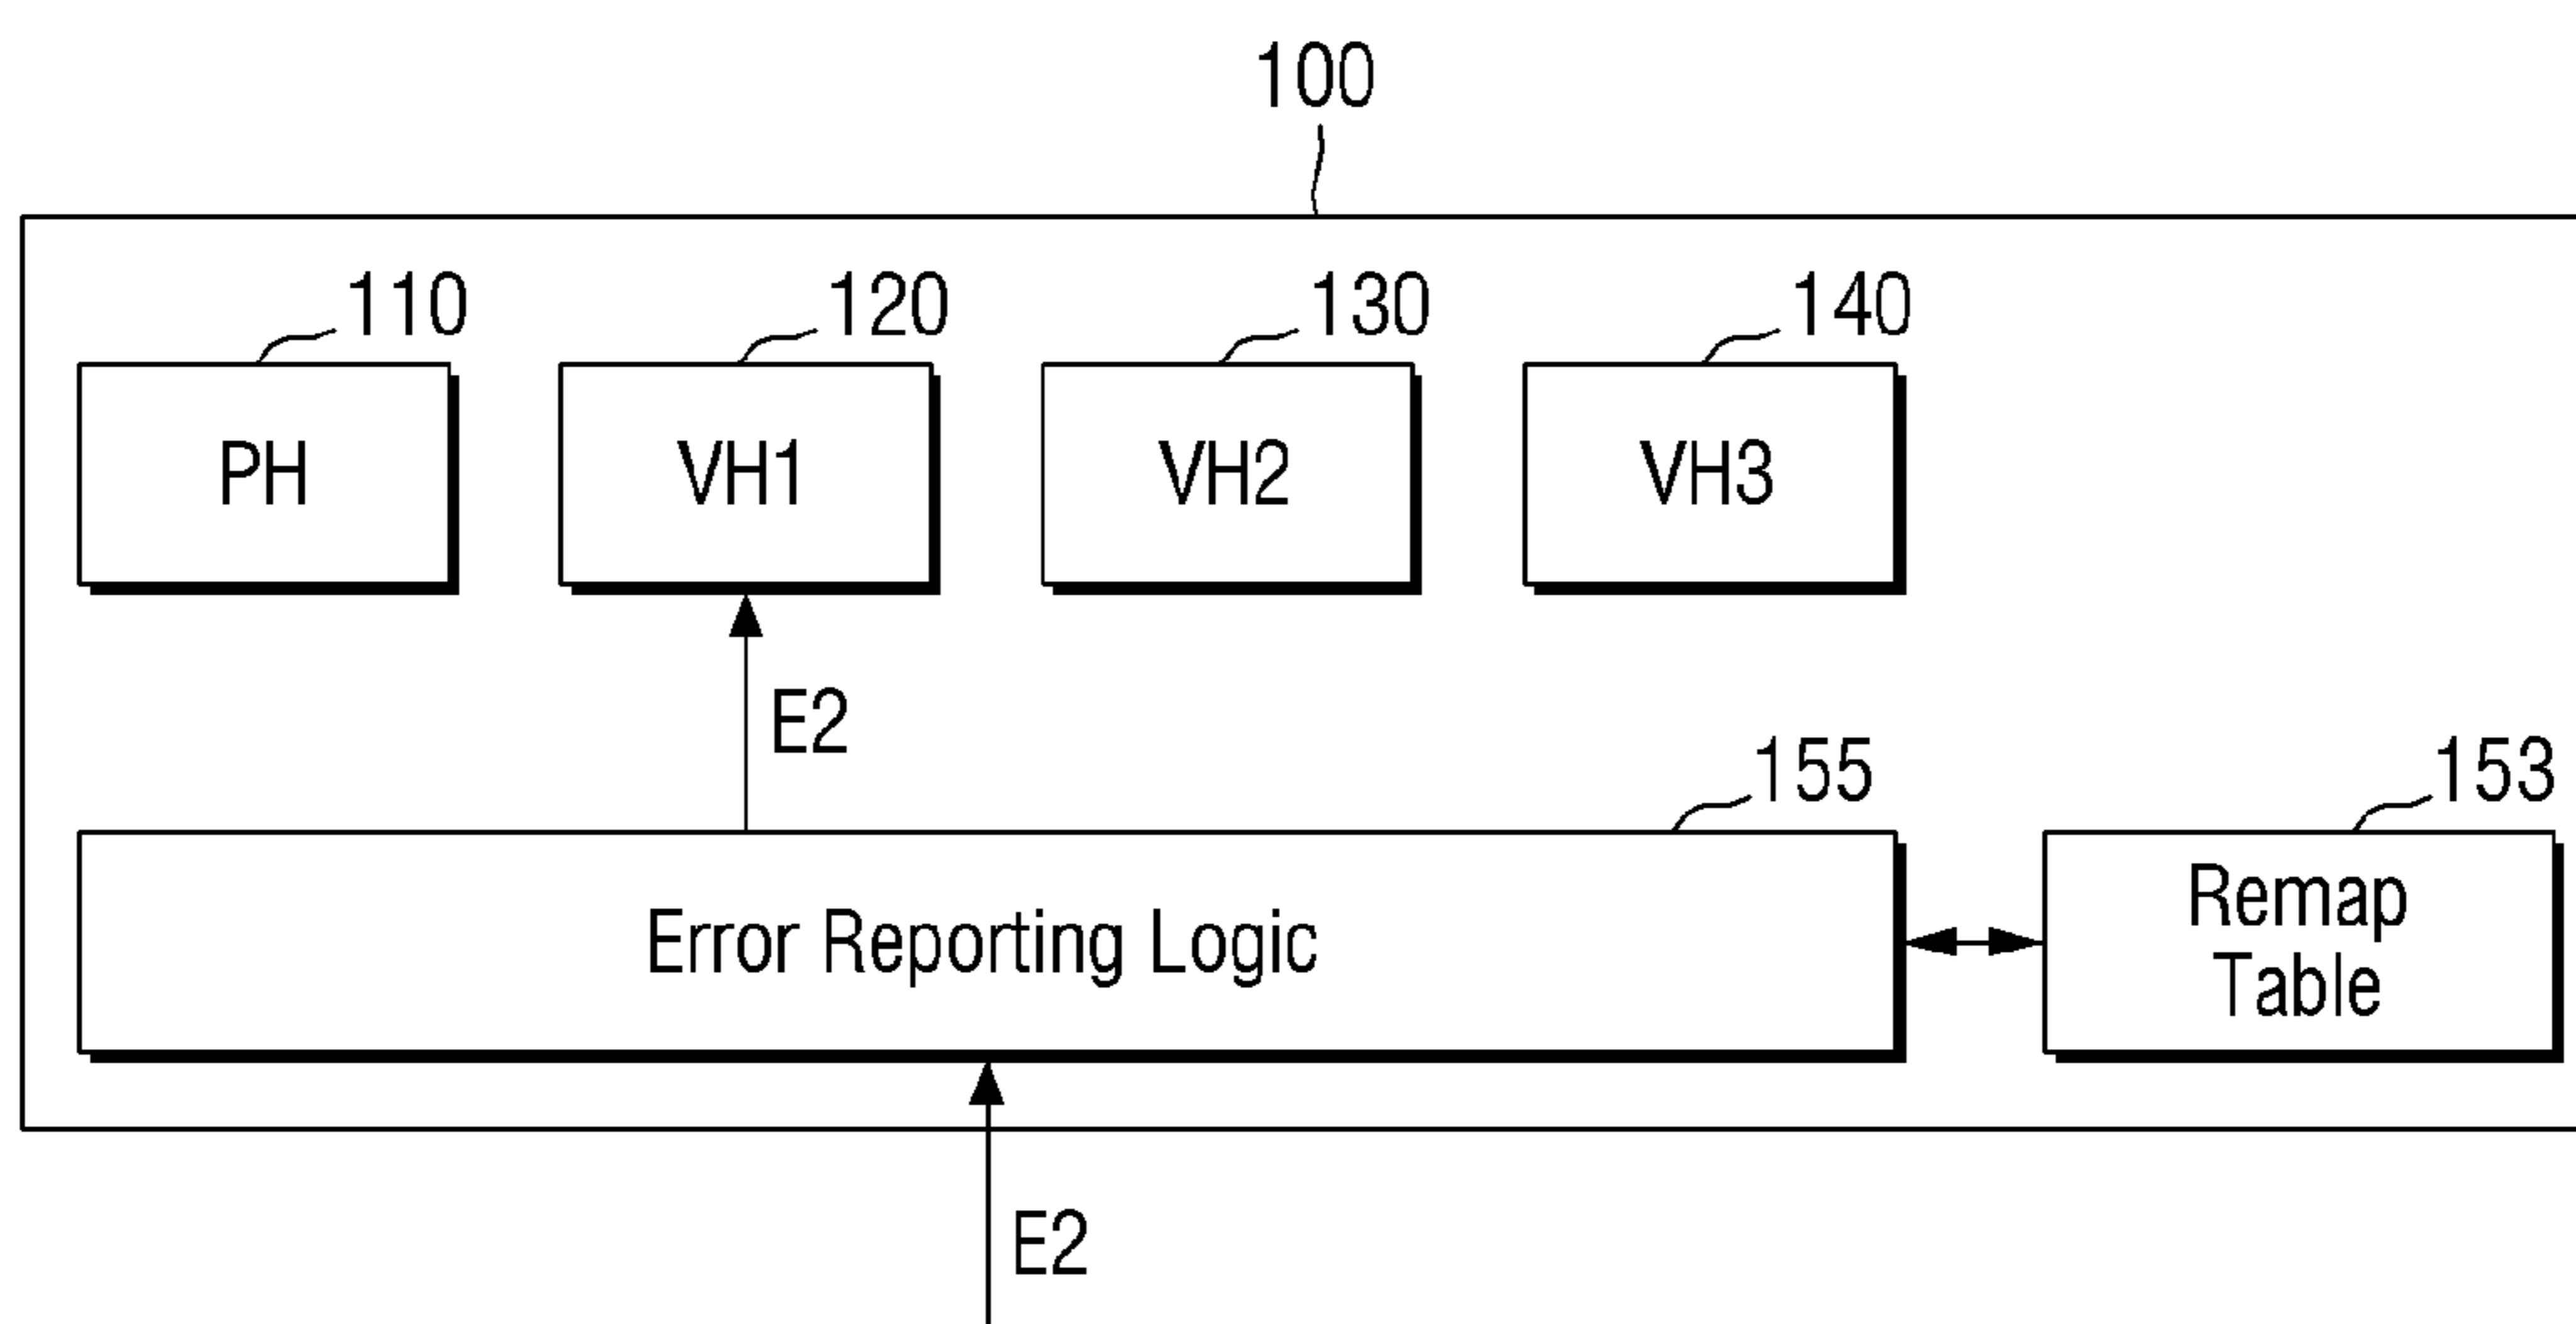 100
110
120
130
140
PH
VH1
VH2
VH3
E2
155
153
Error Reporting Logic
Remap
Table
E2